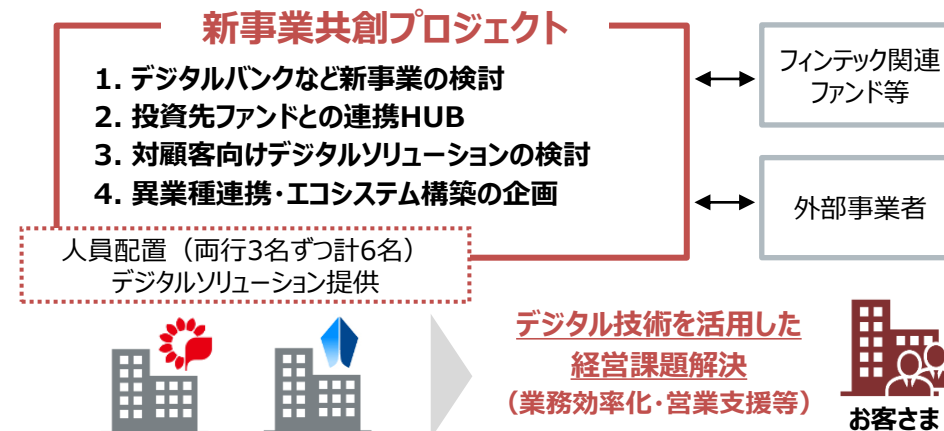 新事業共創プロジェクト
1. デジタルバンクなど新事業の検討
2. 投資先ファンドとの連携HUB
3. 対顧客向けデジタルソリューションの検討
4. 異業種連携・エコシステム構築の企画
フィンテック関連
ファンド等
外部事業者
人員配置（両行3名ずつ計6名）
デジタルソリューション提供
デジタル技術を活用した
経営課題解決
（業務効率化・営業支援等）
お客さま